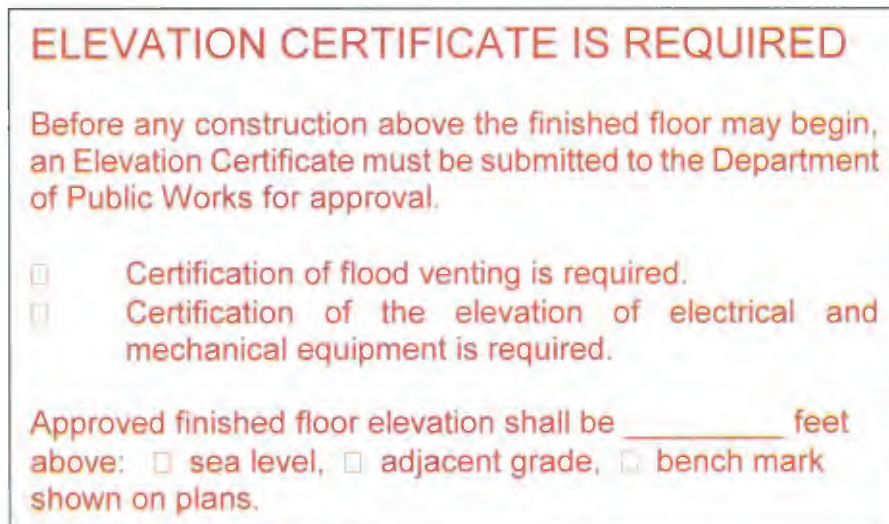 ELEVATION CERTIFICATE IS REQUIRED
Before any construction above the finished floor may begin,
an Elevation Certificate must be submitted to the Department
of Public Works for approval.
☐ Certification of flood venting is required.
☐ Certification of the elevation of electrical and
mechanical equipment is required.
Approved finished floor elevation shall be __________ feet
above: ☐ sea level, ☐ adjacent grade, ☐ bench mark
shown on plans.